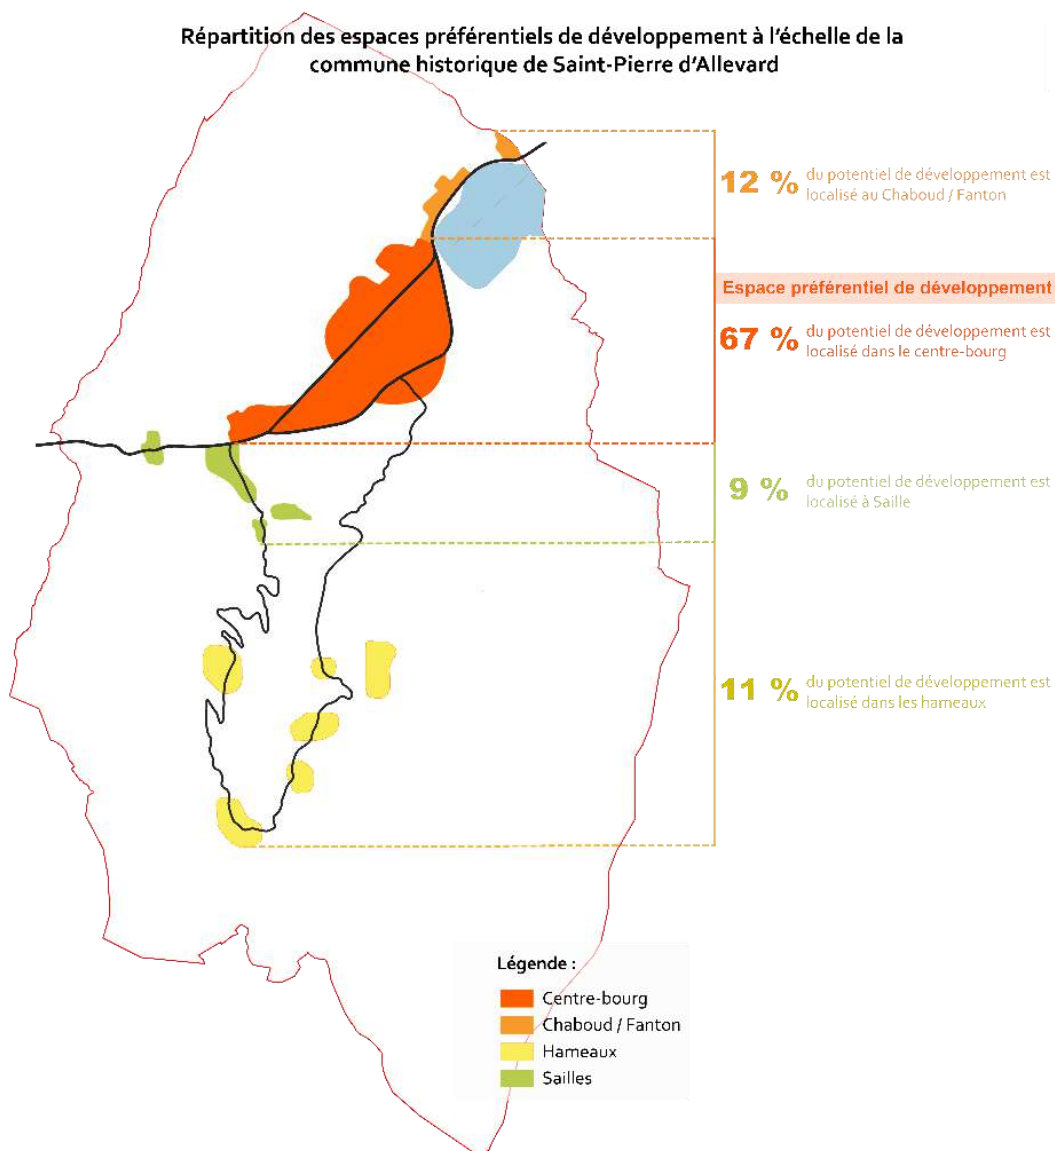 Répartition des espaces préférentiels de développement à l'échelle de la
commune historique de Saint-Pierre d'Allevard
12 %
du potentiel de développement est
localisé au Chaboud / Fanton
Espace préférentiel de développement
67 %
du potentiel de développement est
localisé dans le centre-bourg
9 %
du potentiel de développement est
localisé à Saille
11 %
du potentiel de développement est
localisé dans les hameaux
Légende :
Centre-bourg
Chaboud / Fanton
Hameaux
Sailles